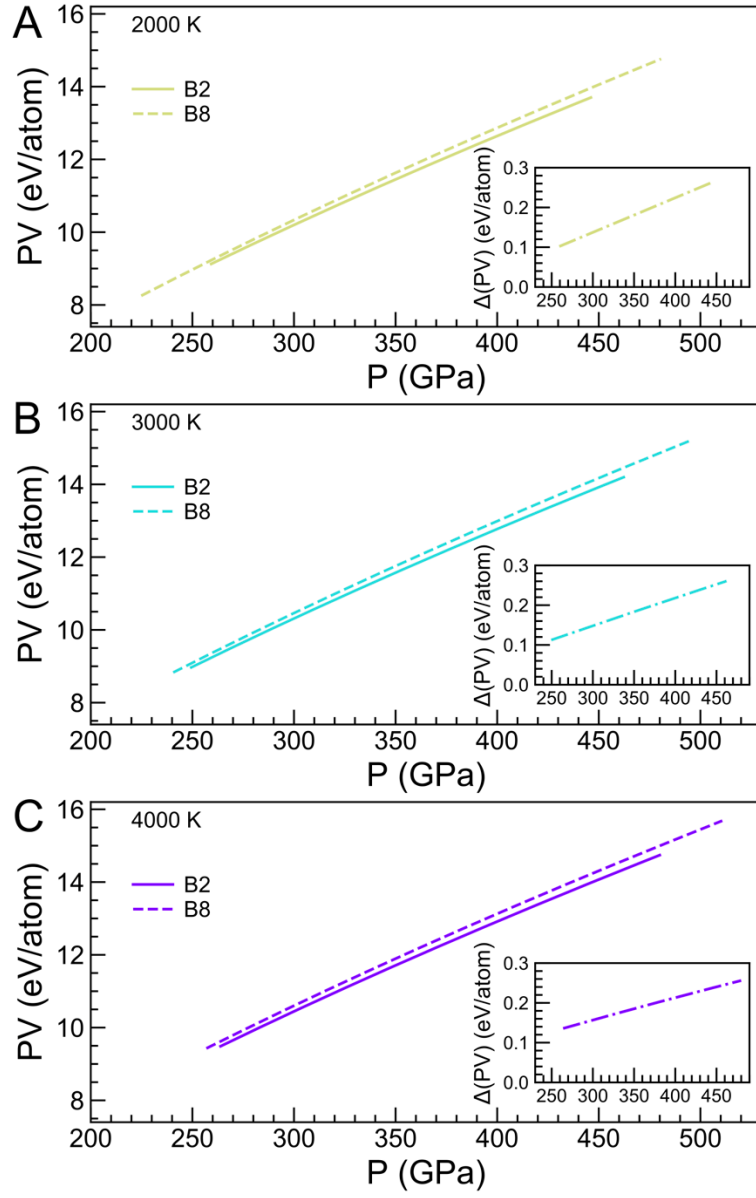 A
2000 K
B2
B8
PV (eV/atom)
16
14
12
10
8
200 250 300 350 400 450 500
P (GPa)
Δ(PV) (eV/atom)
0.3
0.2
0.1
0.0
250 300 350 400 450
B
3000 K
B2
B8
PV (eV/atom)
16
14
12
10
8
200 250 300 350 400 450 500
P (GPa)
Δ(PV) (eV/atom)
0.3
0.2
0.1
0.0
250 300 350 400 450
C
4000 K
B2
B8
PV (eV/atom)
16
14
12
10
8
200 250 300 350 400 450 500
P (GPa)
Δ(PV) (eV/atom)
0.3
0.2
0.1
0.0
250 300 350 400 450